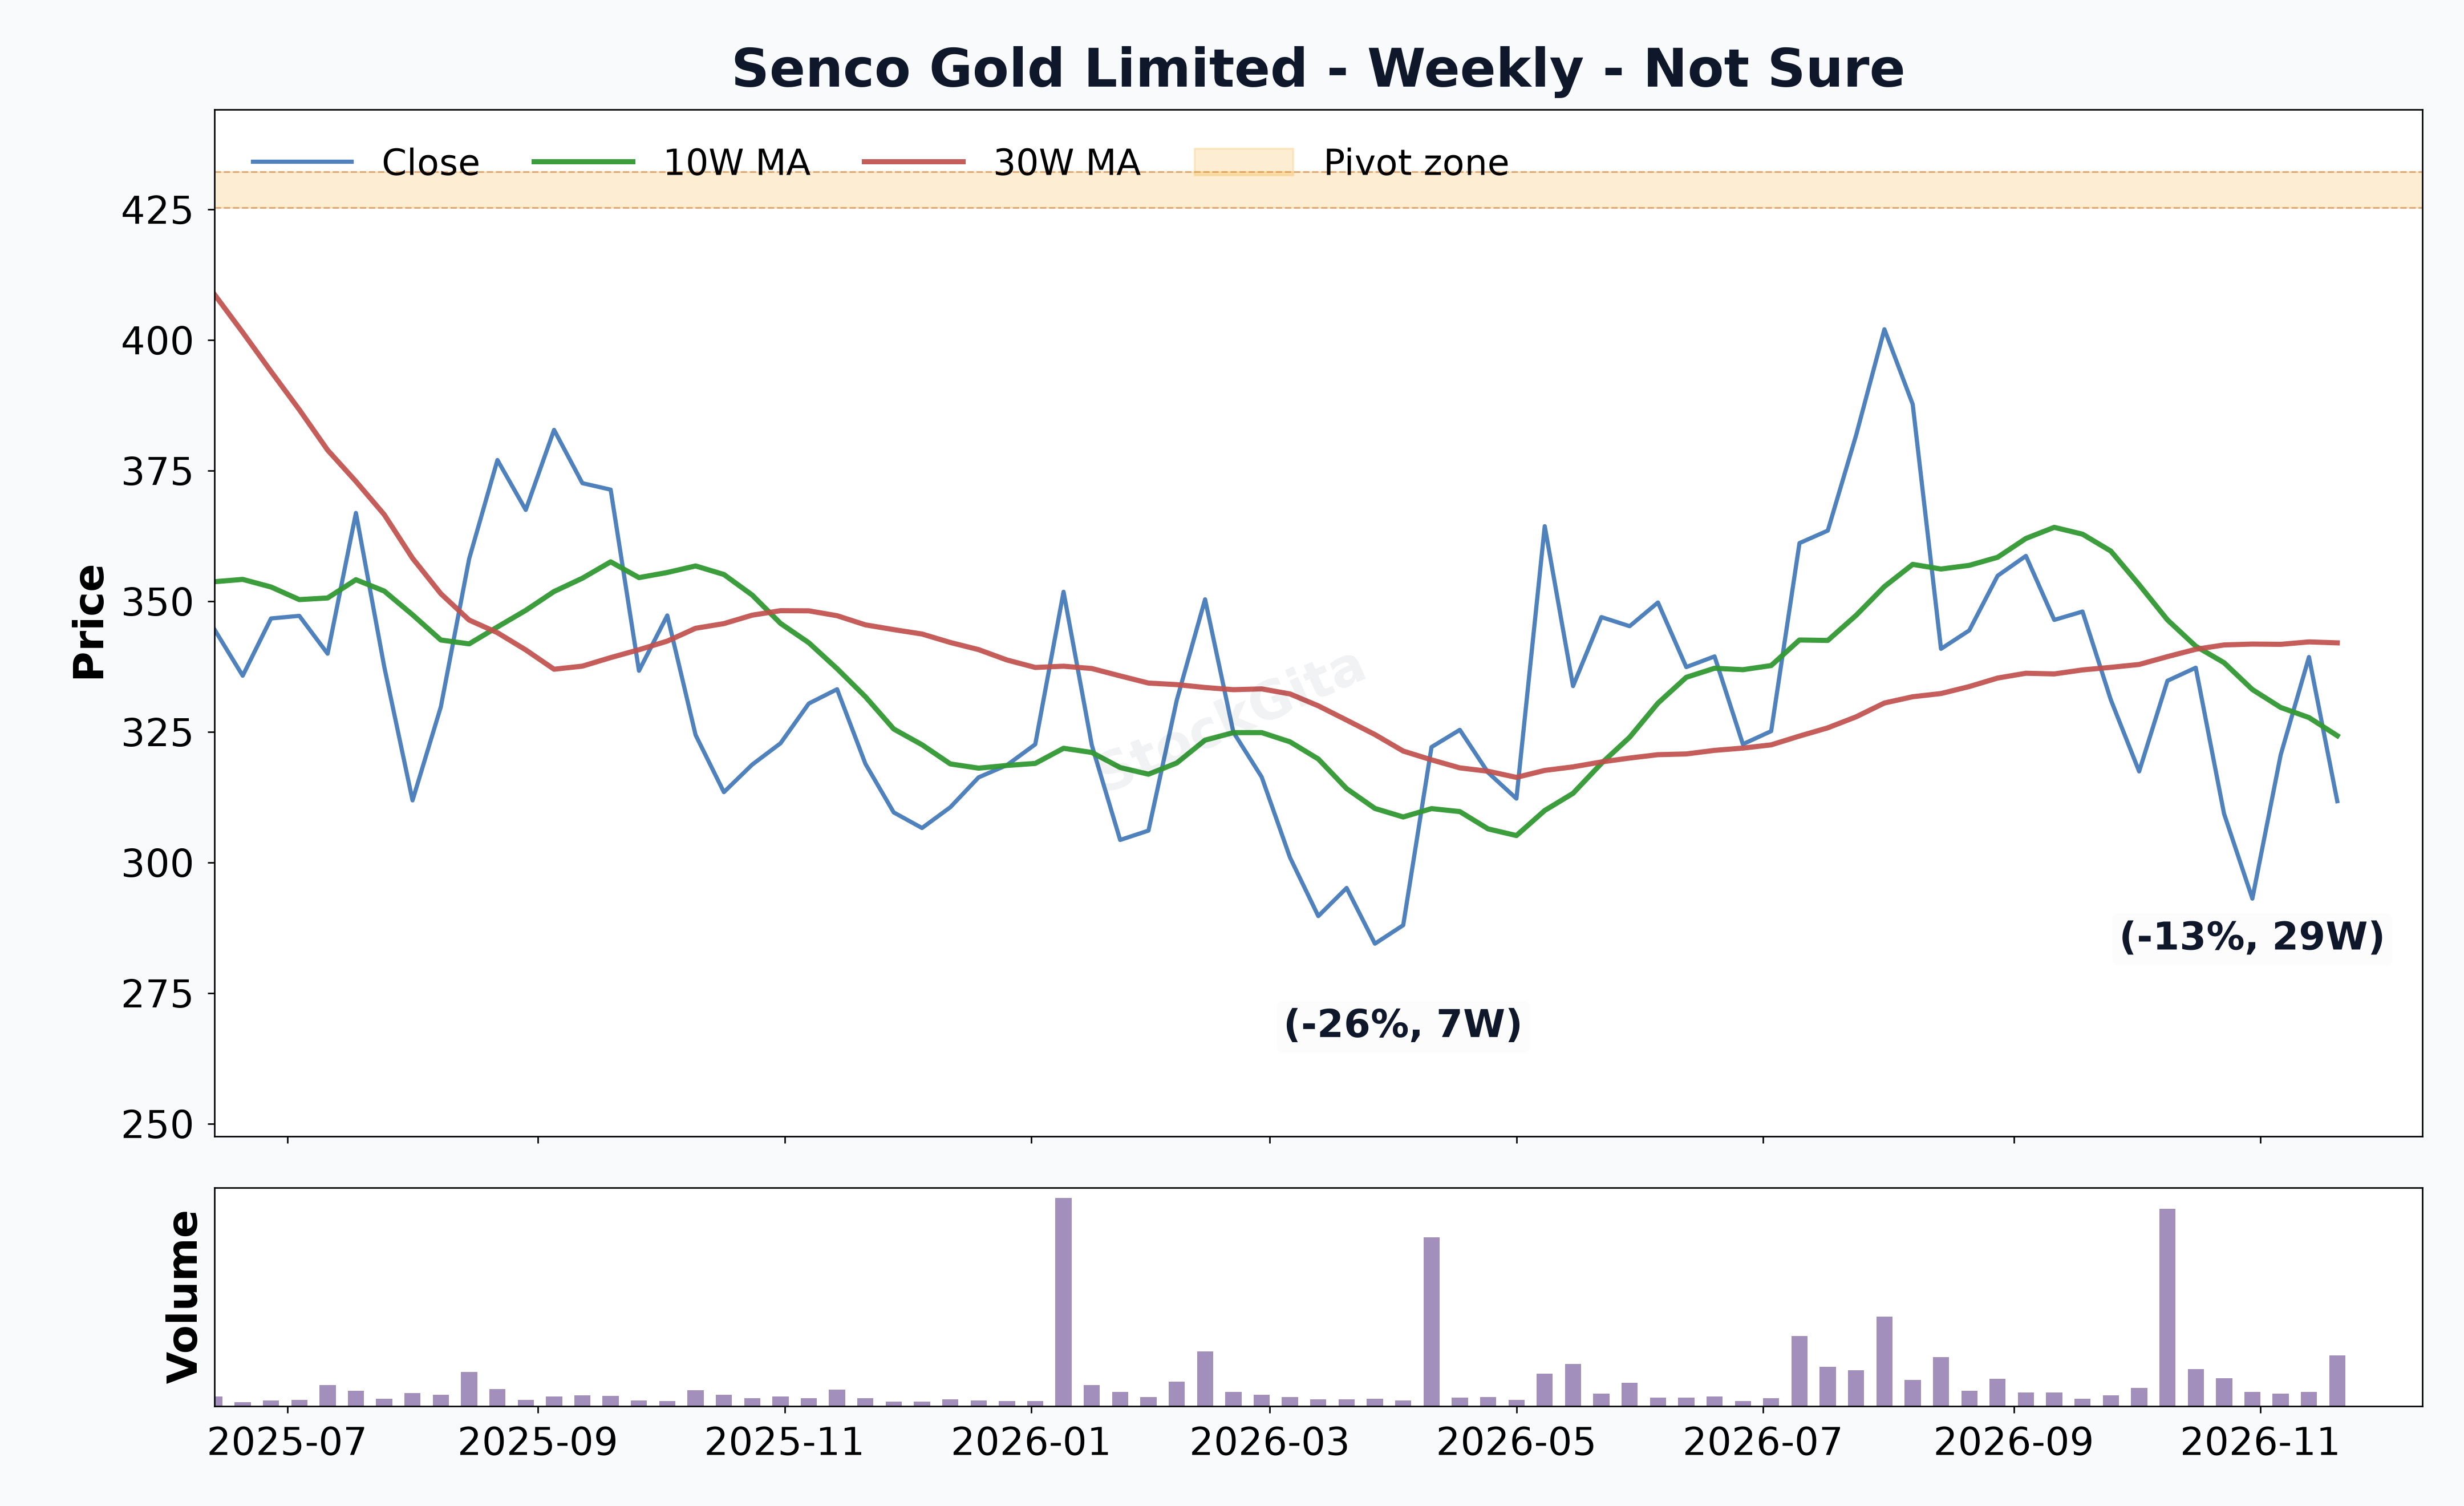 Senco Gold Limited - Weekly - Not Sure
Close 10W MA 30W MA Pivot zone
425
400
375
350
325
300
275
250
Price
StockGita
(-13%, 29W)
(-26%, 7W)
Volume
2025-07 2025-09 2025-11 2026-01 2026-03 2026-05 2026-07 2026-09 2026-11